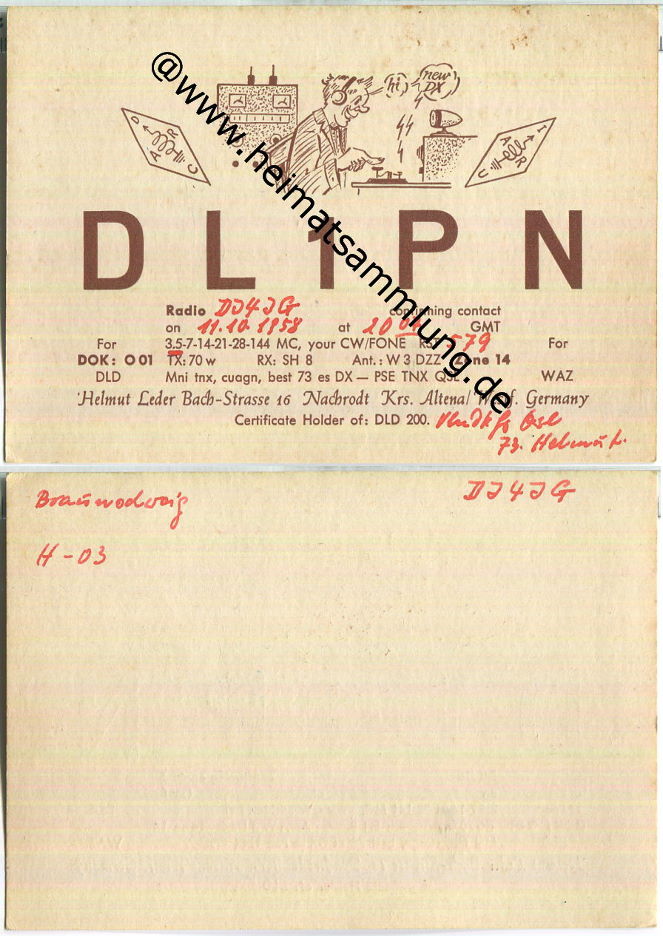 @www.heimatsammlung.de
hi
new
DX
D A R C
I A R U
DL1PN
Radio DJ4JG confirming contact
on 11.10.1958 at 20 GMT
For 3.5-7-14-21-28-144 MC, your CW/FONE 579 For
DOK: O 01 TX: 70 w RX: SH 8 Ant.: W 3 DZZ Zone 14
DLD Mni tnx, cuagn, best 73 es DX — PSE TNX QSL WAZ
Helmut Leder Bach-Strasse 16 Nachrodt Krs. Altena/ Germany
Certificate Holder of: DLD 200. Qsl
73. Helmut.
Braunschweig DJ4JG
H-03